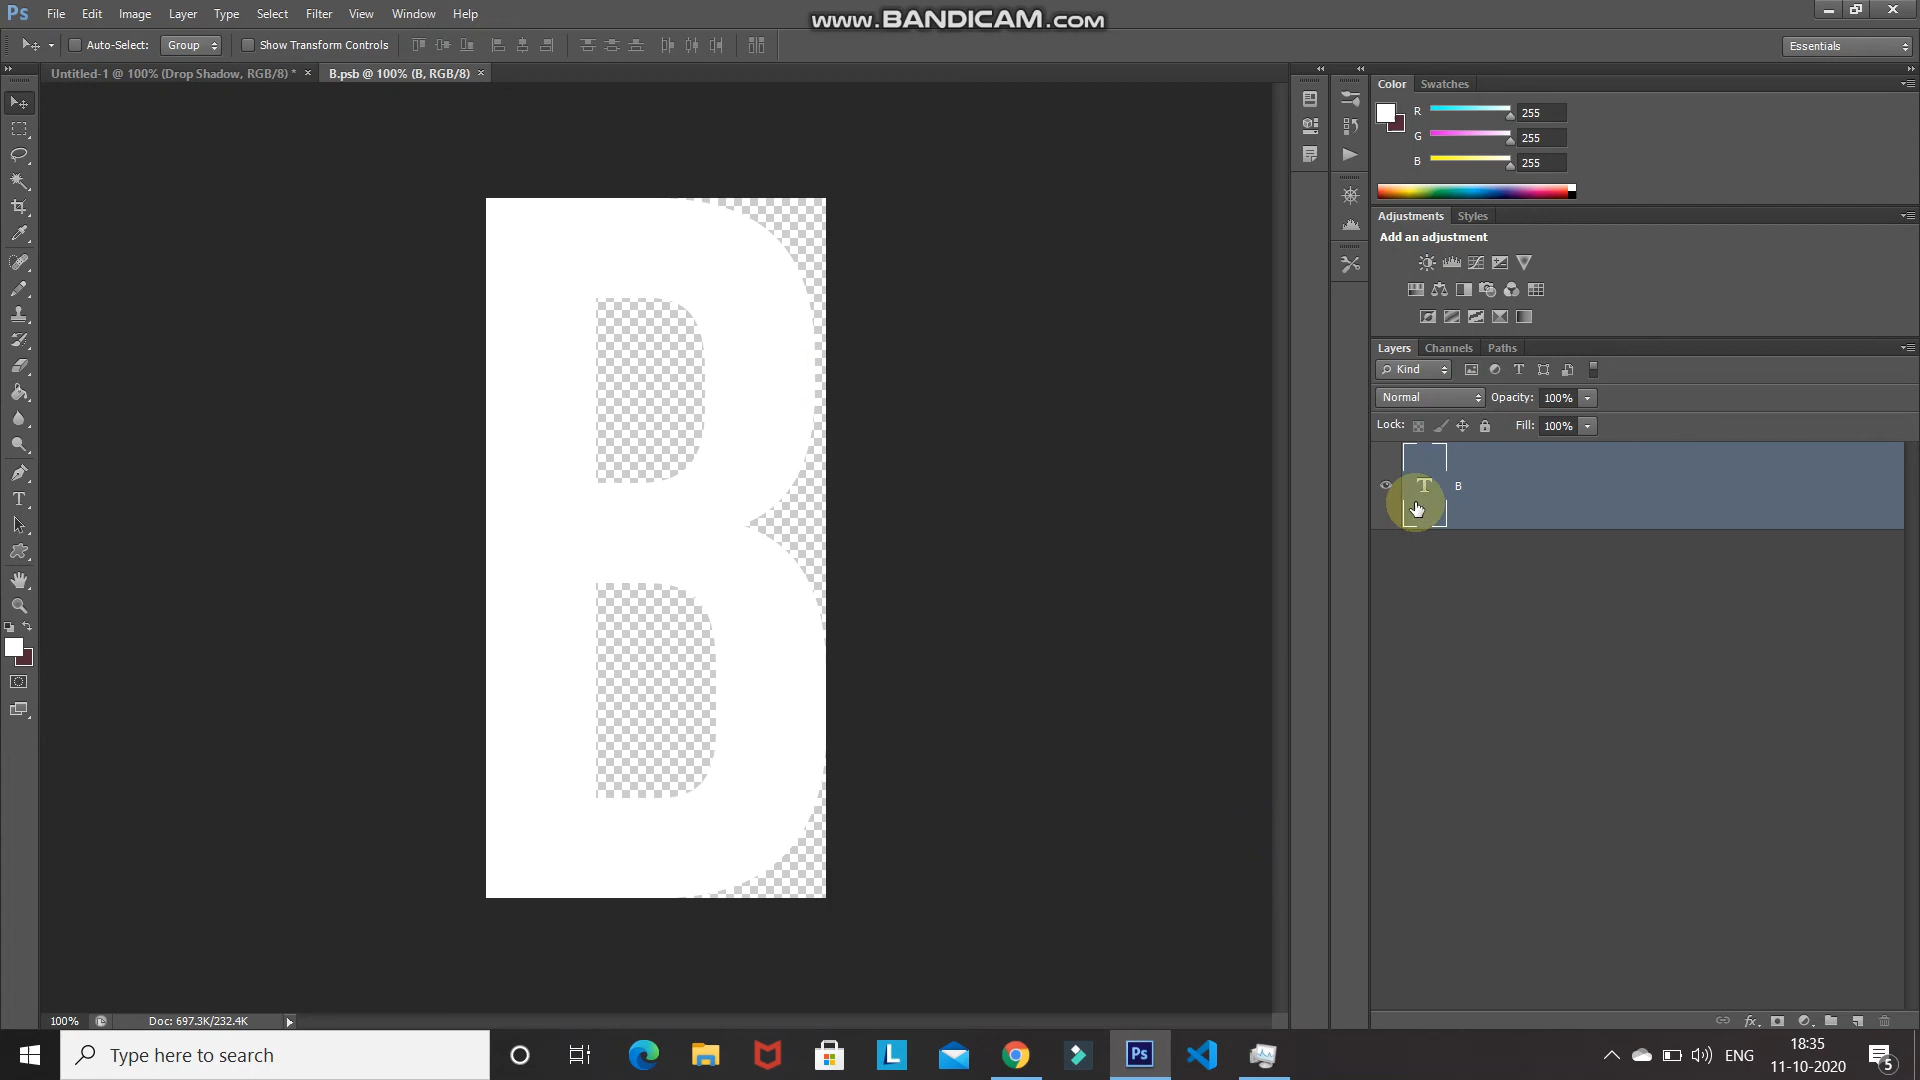 Ps File Edit Image Layer Type Select Filter View Window Help
www.BANDICAM.com
Auto-Select: Group Show Transform Controls Essentials
Untitled-1 @ 100% (Drop Shadow, RGB/8) * × B.psb @ 100% (B, RGB/8) ×
Color Swatches
R 255
G 255
B 255
Adjustments Styles
Add an adjustment
Layers Channels Paths
Kind
Normal Opacity: 100%
Lock: Fill: 100%
T B
B
100% Doc: 697.3K/232.4K
Type here to search
L
Ps
ENG
18:35
11-10-2020
5